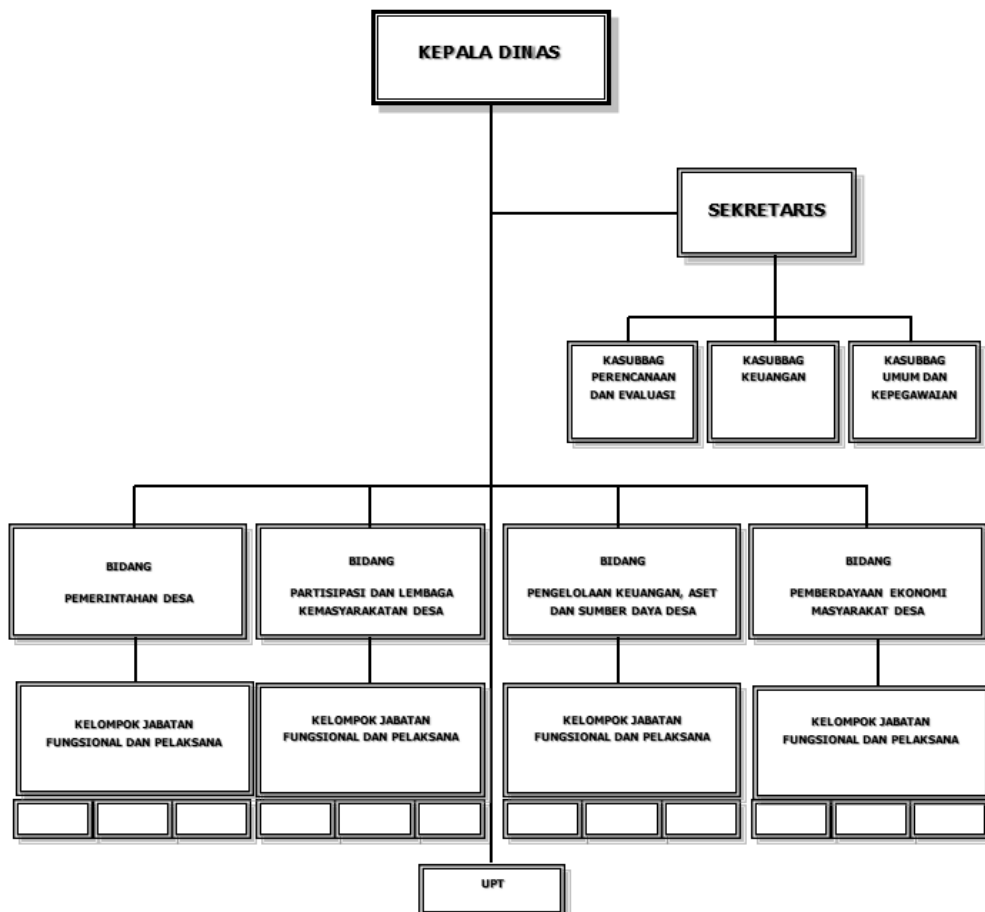 KEPALA DINAS
SEKRETARIS
KASUBBAG
PERENCANAAN
DAN EVALUASI
KASUBBAG
KEUANGAN
KASUBBAG
UMUM DAN
KEPEGAWAIAN
BIDANG
PEMERINTAHAN DESA
BIDANG
PARTISIPASI DAN LEMBAGA
KEMASYARAKATAN DESA
BIDANG
PENGELOLAAN KEUANGAN, ASET
DAN SUMBER DAYA DESA
BIDANG
PEMBERDAYAAN EKONOMI
MASYARAKAT DESA
KELOMPOK JABATAN
FUNGSIONAL DAN PELAKSANA
KELOMPOK JABATAN
FUNGSIONAL DAN PELAKSANA
KELOMPOK JABATAN
FUNGSIONAL DAN PELAKSANA
KELOMPOK JABATAN
FUNGSIONAL DAN PELAKSANA
UPT